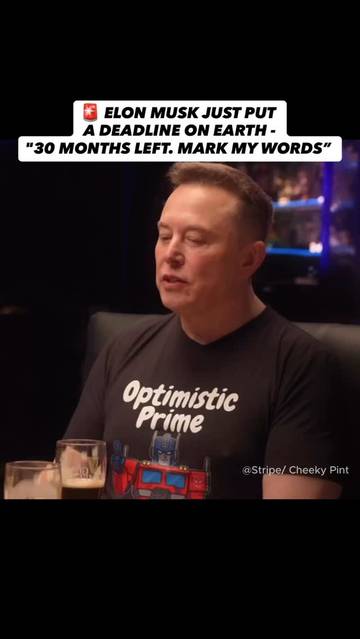 🚨 ELON MUSK JUST PUT
A DEADLINE ON EARTH -
"30 MONTHS LEFT. MARK MY WORDS”
Optimistic
Prime
@Stripe/ Cheeky Pint